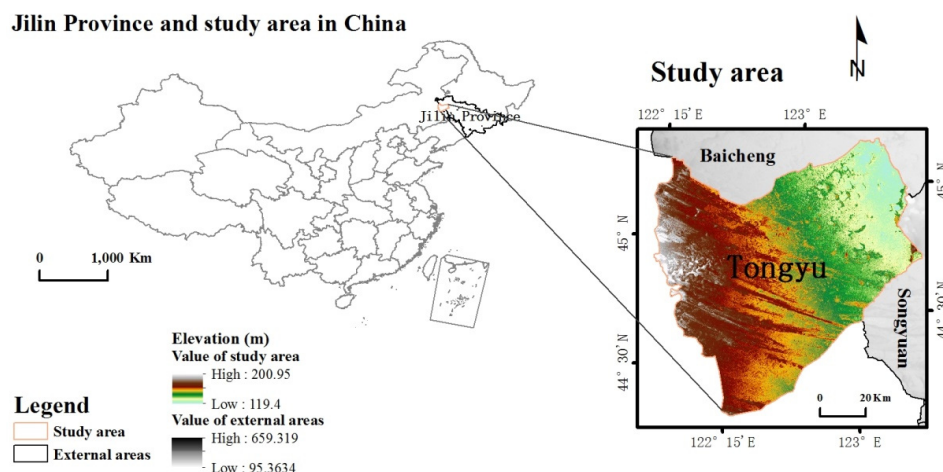 Jilin Province and study area in China
N
Study area
Jilin Province
122° 15'E
123° E
Baicheng
45° N
45° N
Tongyu
Songyuan
44° 30'N
44° 30'N
0 1,000 Km
0 20 Km
122° 15'E
123° E
Elevation (m)
Value of study area
High : 200.95
Low : 119.4
Value of external areas
High : 659.319
Low : 95.3634
Legend
Study area
External areas